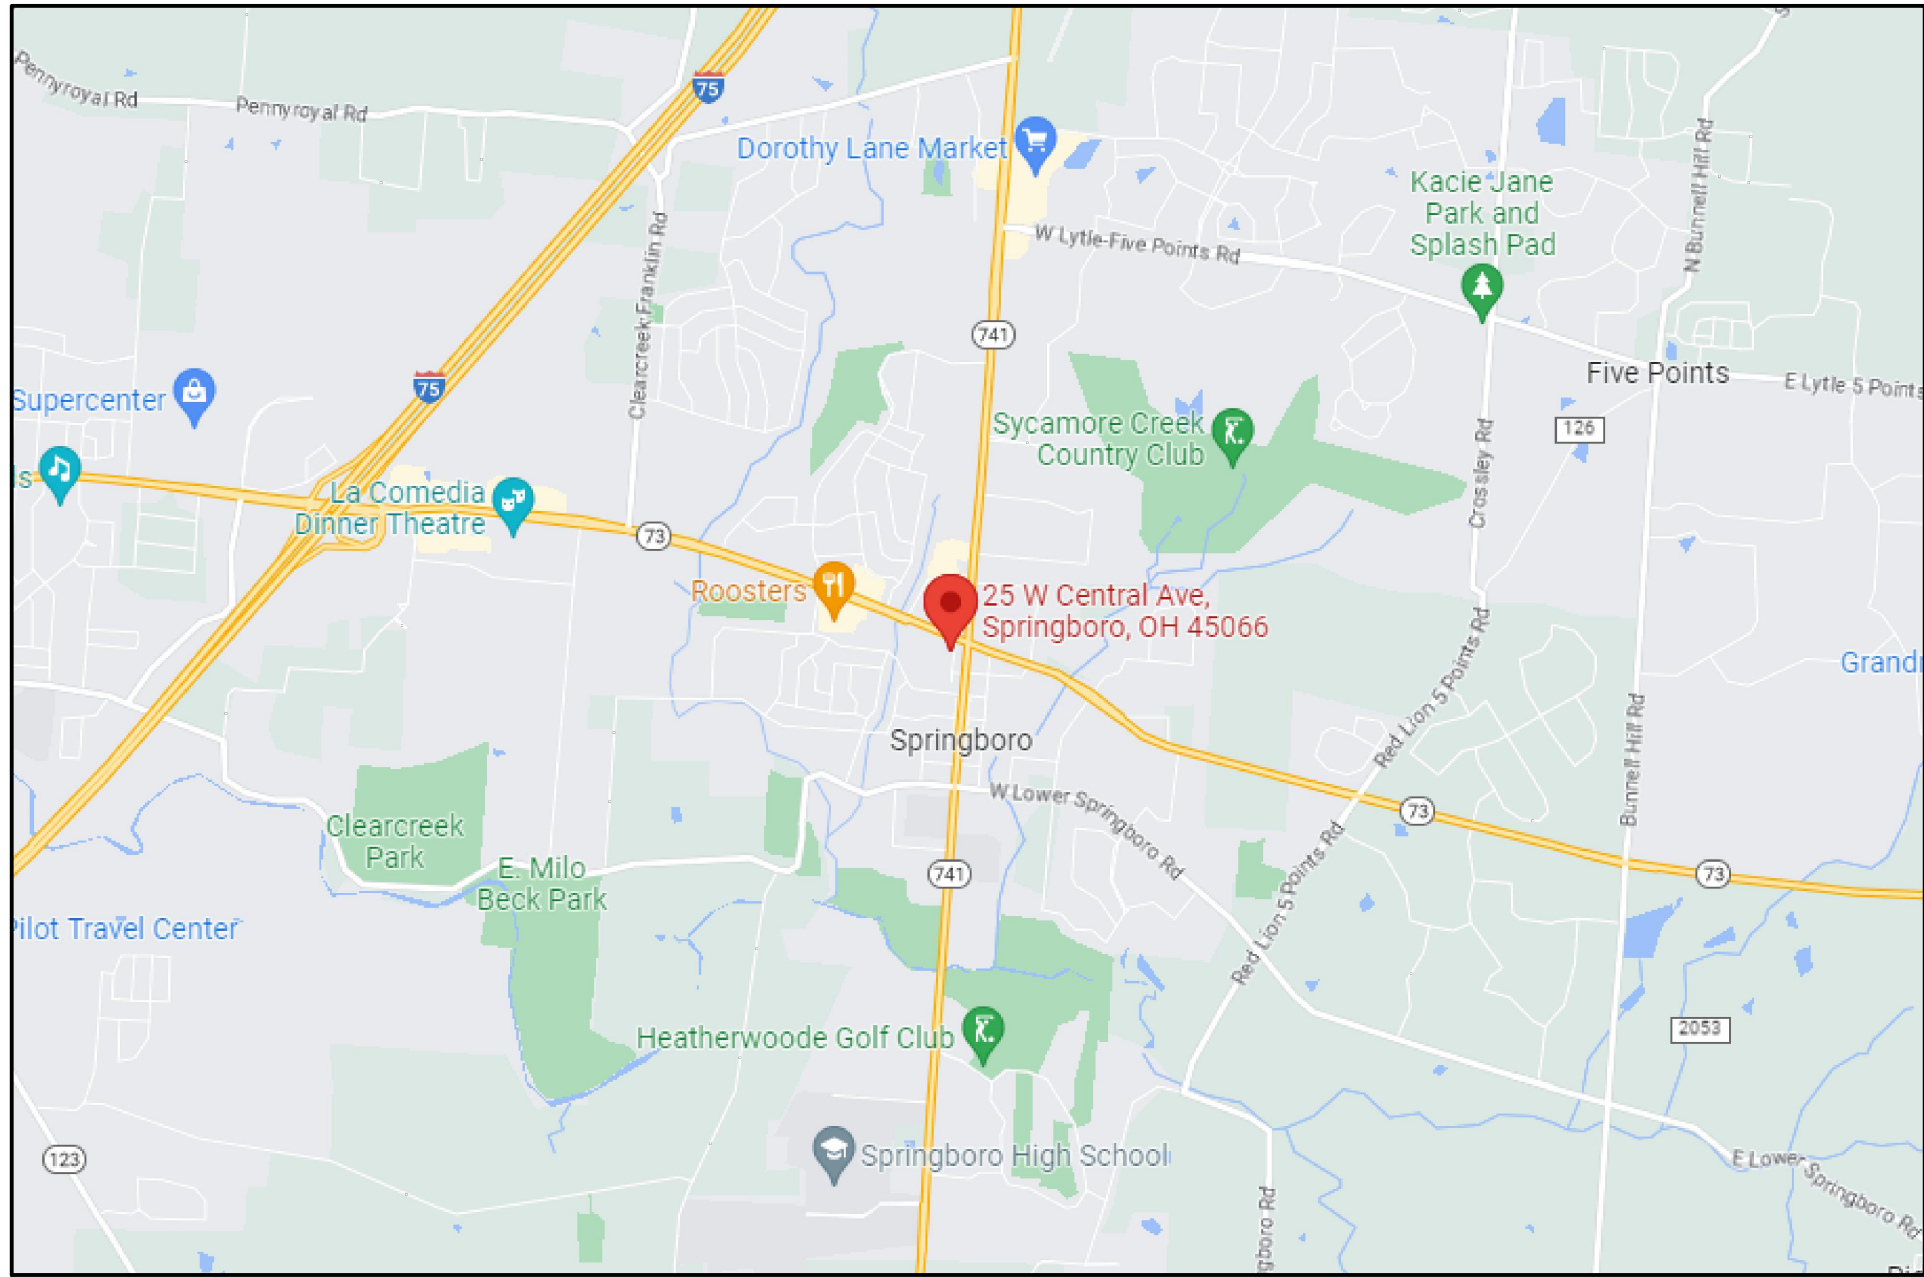 Pennyroyal Rd
Pennyroyal Rd
75
Dorothy Lane Market
Kacie Jane
Park and
Splash Pad
N Bunnell Hill Rd
W Lytle-Five Points Rd
Clearcreek Franklin Rd
741
75
Five Points
E Lytle 5 Points
Supercenter
126
Sycamore Creek
Country Club
Crossley Rd
ls
La Comedia
Dinner Theatre
73
Roosters
25 W Central Ave,
Springboro, OH 45066
Red Lion 5 Points Rd
Grand
Bunnell Hill Rd
Springboro
W Lower Springboro Rd
73
Clearcreek
Park
E. Milo
Beck Park
741
73
Red Lion 5 Points Rd
Pilot Travel Center
Heatherwoode Golf Club
2053
Springboro High School
123
E Lower Springboro Rd
gboro Rd